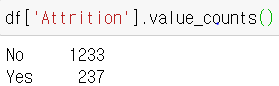 df['Attrition'].value_counts()
No 1233
Yes 237